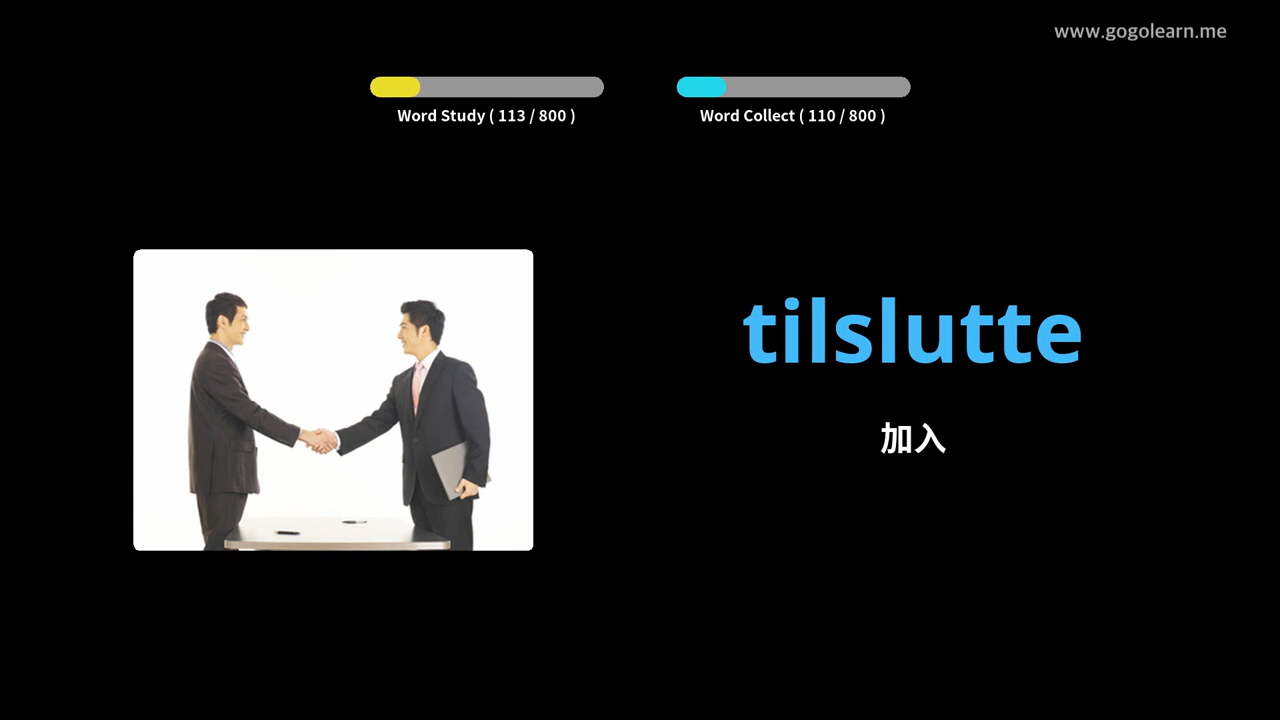 www.gogolearn.me
Word Study ( 113 / 800 )
Word Collect ( 110 / 800 )
tilslutte
加入